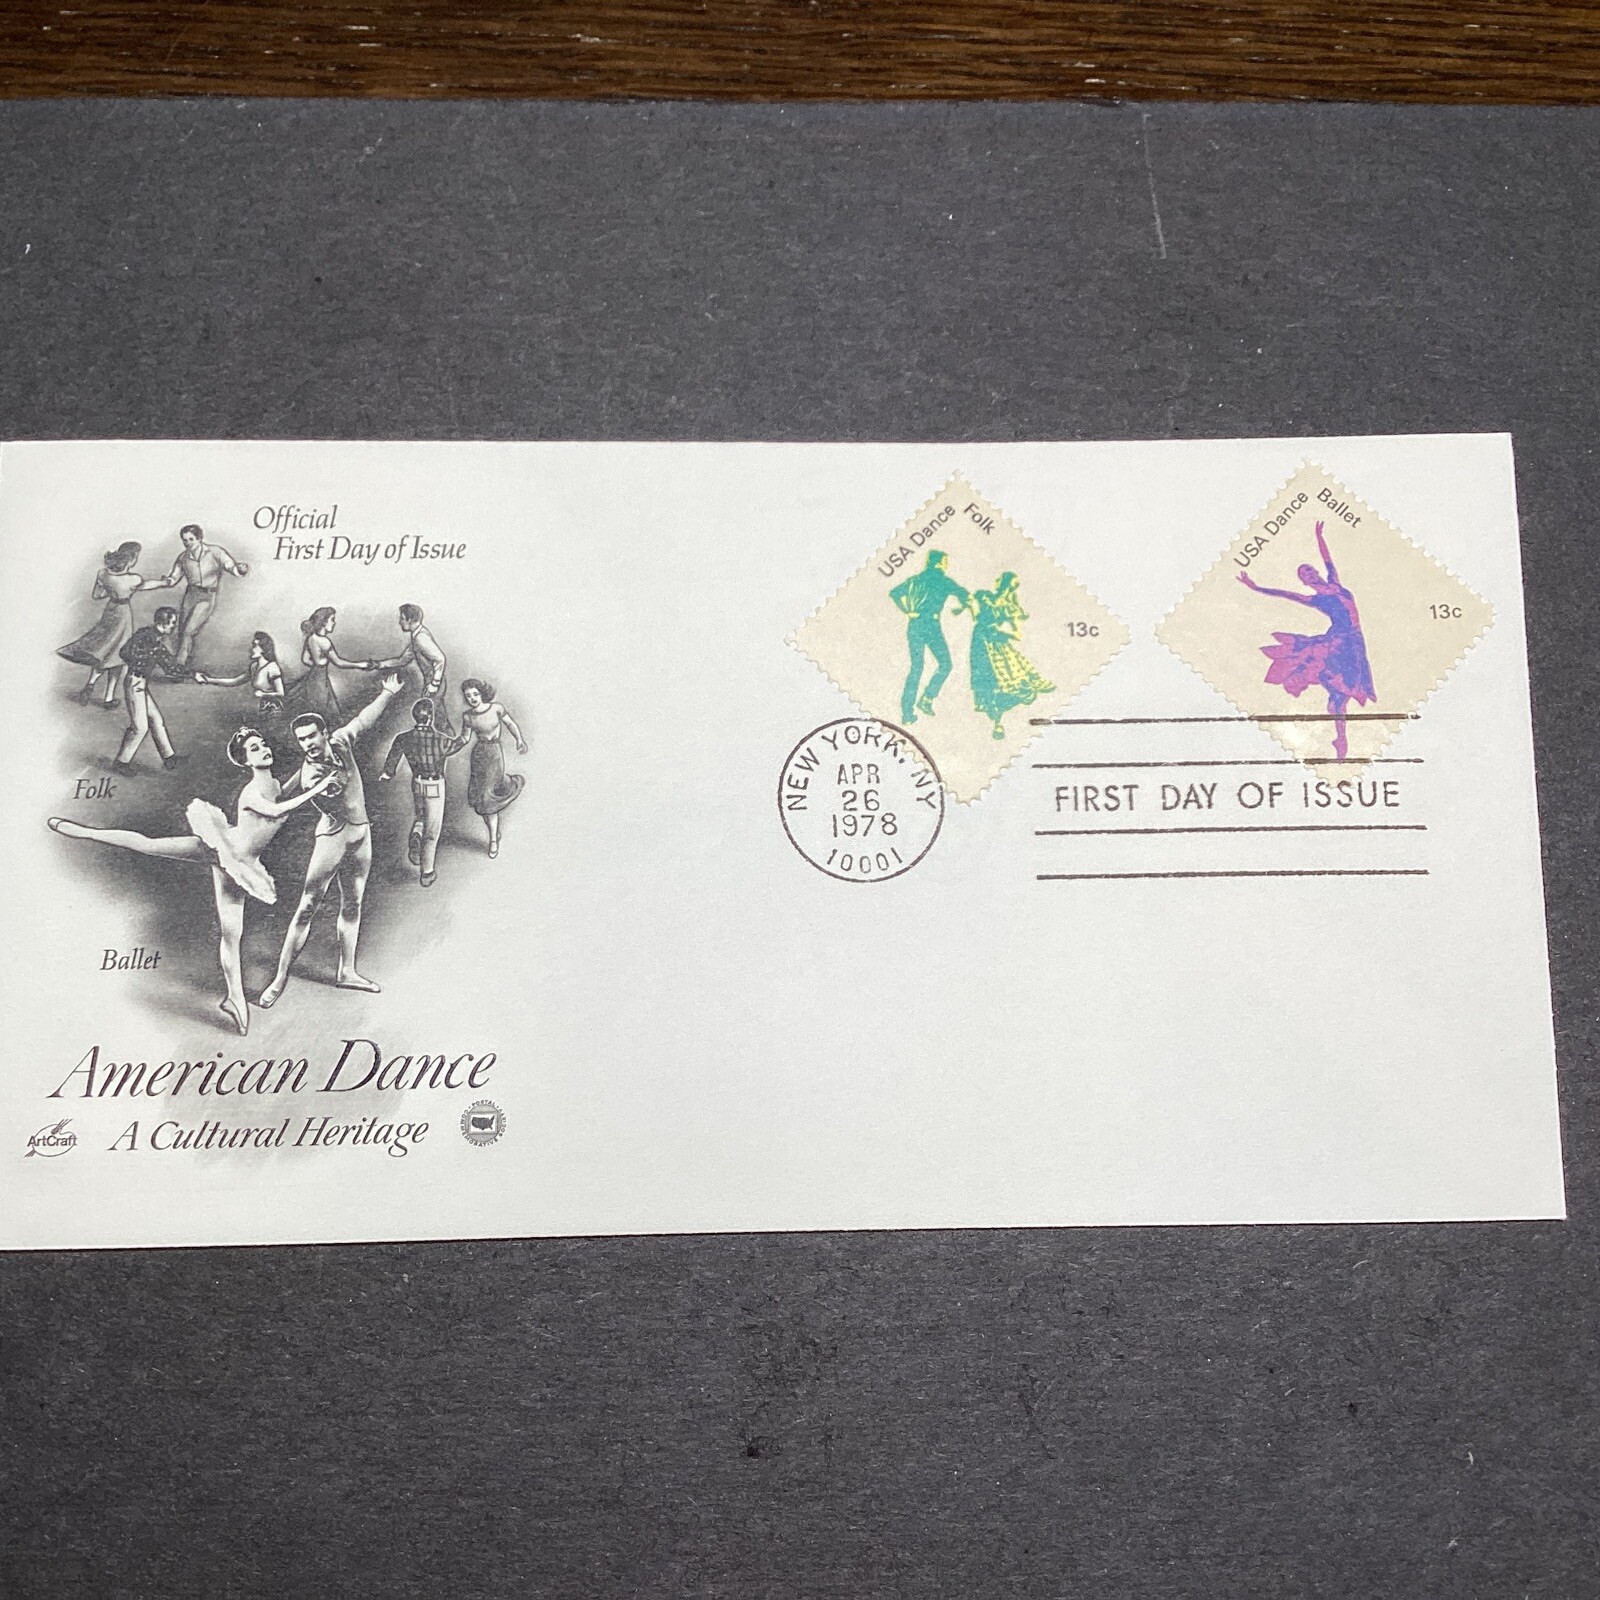 Official
First Day of Issue
Folk
Ballet
American Dance
A Cultural Heritage
ArtCraft
USA Dance Folk
13c
USA Dance Ballet
13c
NEW YORK, NY
APR
26
1978
10001
FIRST DAY OF ISSUE